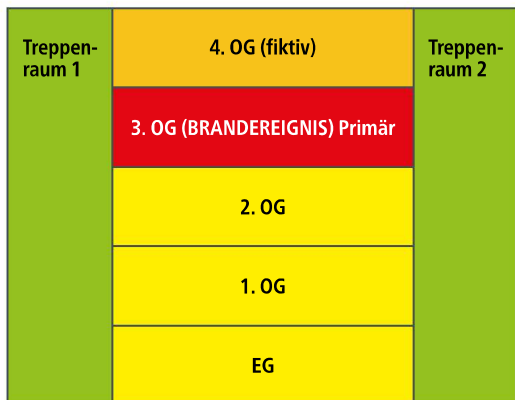 Treppen-
raum 1
4. OG (fiktiv)
Treppen-
raum 2
3. OG (BRANDEREIGNIS) Primär
2. OG
1. OG
EG